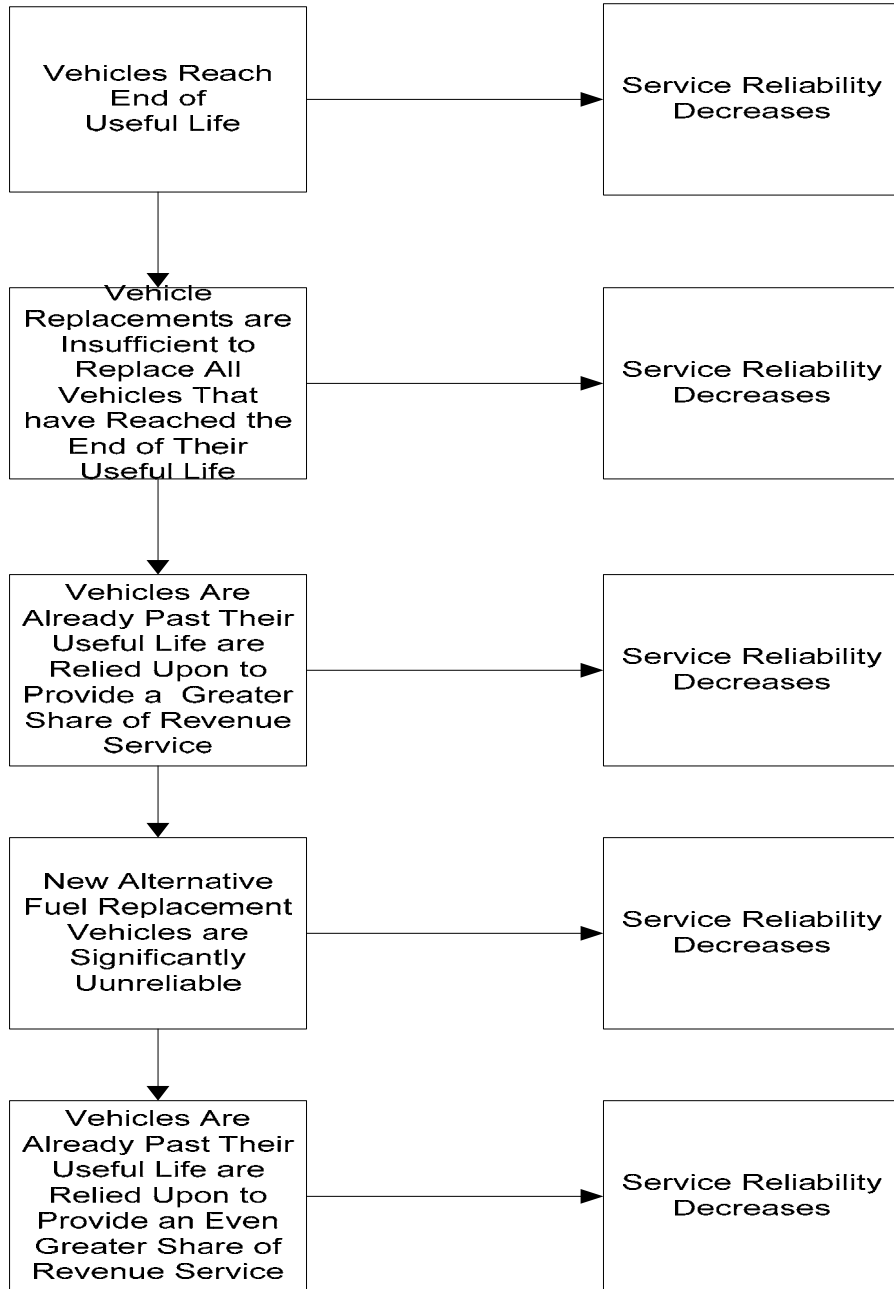 Vehicles Reach
End of
Useful Life
Service Reliability
Decreases
Vehicle
Replacements are
Insufficient to
Replace All
Vehicles That
have Reached the
End of Their
Useful Life
Service Reliability
Decreases
Vehicles Are
Already Past Their
Useful Life are
Relied Upon to
Provide a  Greater
Share of Revenue
Service
Service Reliability
Decreases
New Alternative
Fuel Replacement
Vehicles are
Significantly
Uunreliable
Service Reliability
Decreases
Vehicles Are
Already Past Their
Useful Life are
Relied Upon to
Provide an Even
Greater Share of
Revenue Service
Service Reliability
Decreases